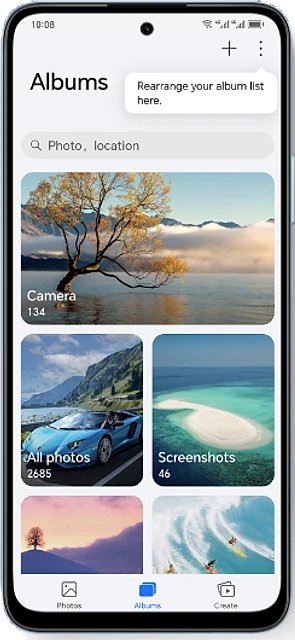 10:08
Albums
Rearrange your album list
here.
Photo, location
Camera
134
All photos
2685
Screenshots
46
Photos
Albums
Create